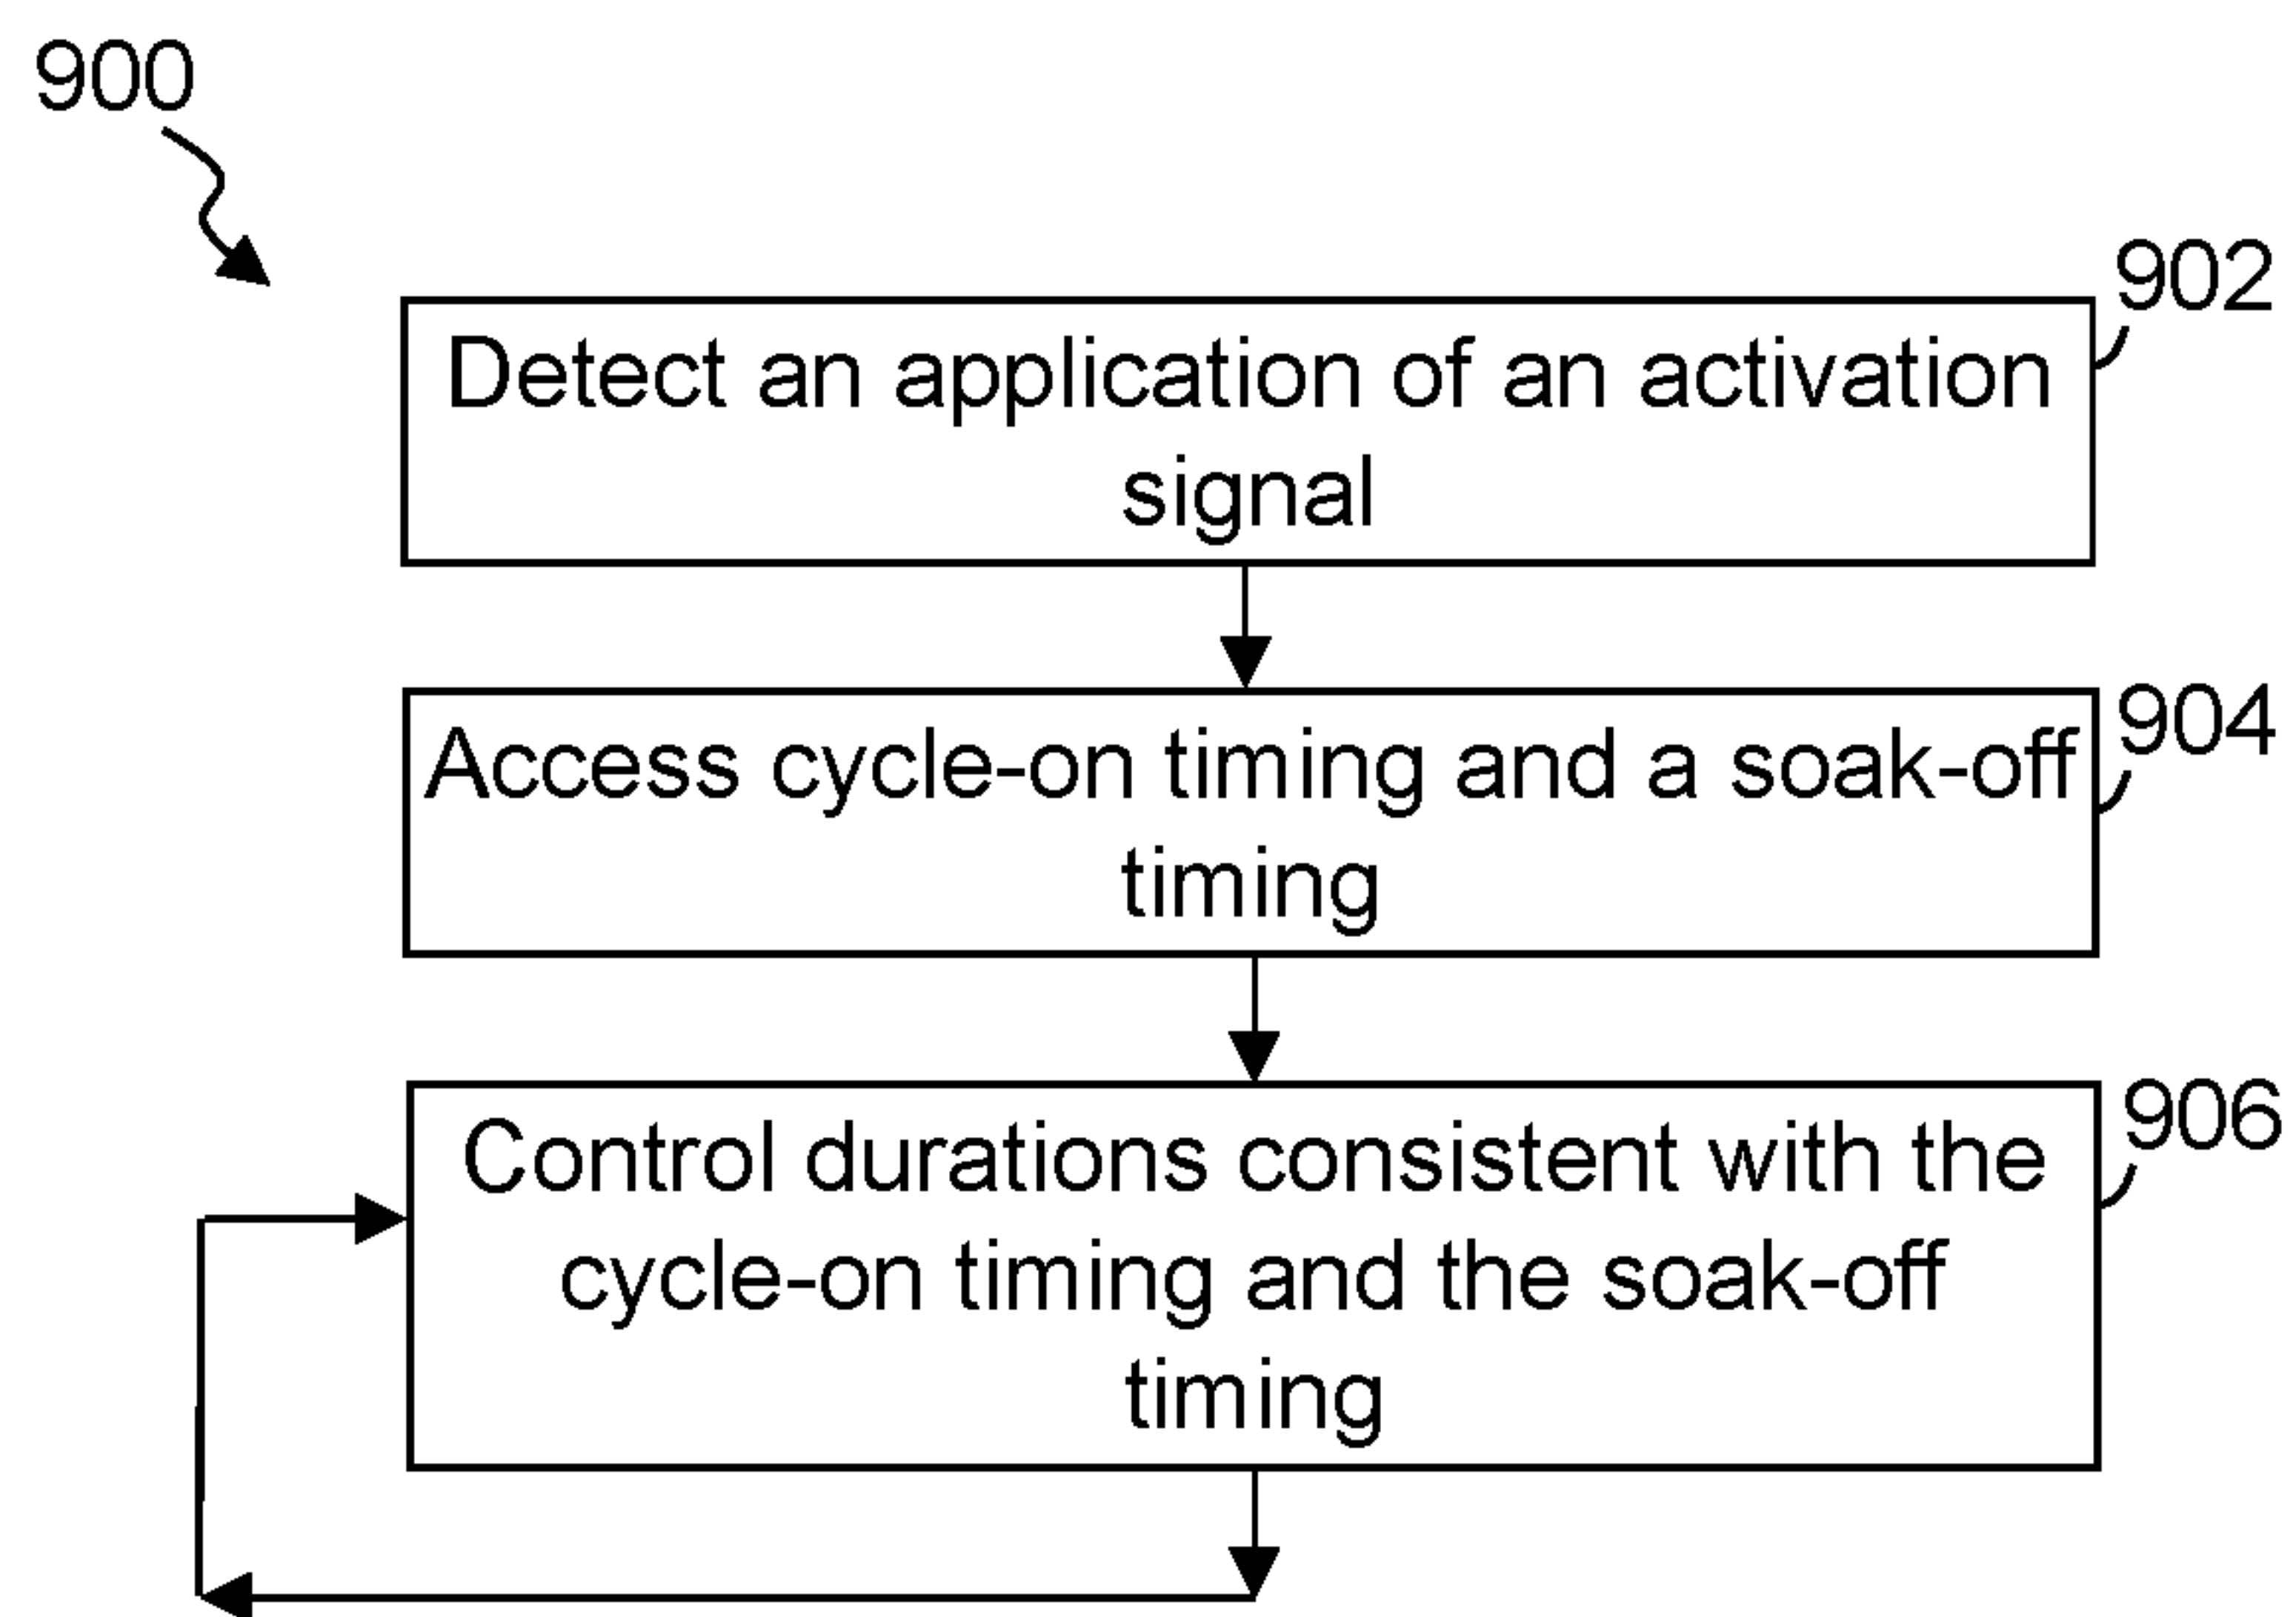 900
902
Detect an application of an activation
signal
904
Access cycle-on timing and a soak-off
timing
906
Control durations consistent with the
cycle-on timing and the soak-off
timing